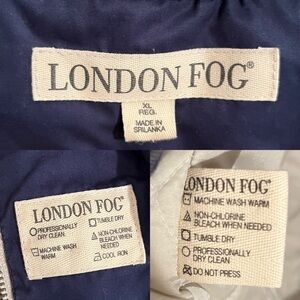 LONDON FOG®
XL
REG.
MADE IN
SRILANKA
LONDON FOG®
PROFESSIONALLY
DRY CLEAN
MACHINE WASH
WARM
TUMBLE DRY
NON-CHLORINE
BLEACH WHEN NEEDED
COOL IRON
LONDON FOG®
MACHINE WASH WARM
NON-CHLORINE
BLEACH WHEN NEEDED
TUMBLE DRY
PROFESSIONALLY
DRY CLEAN
DO NOT PRESS